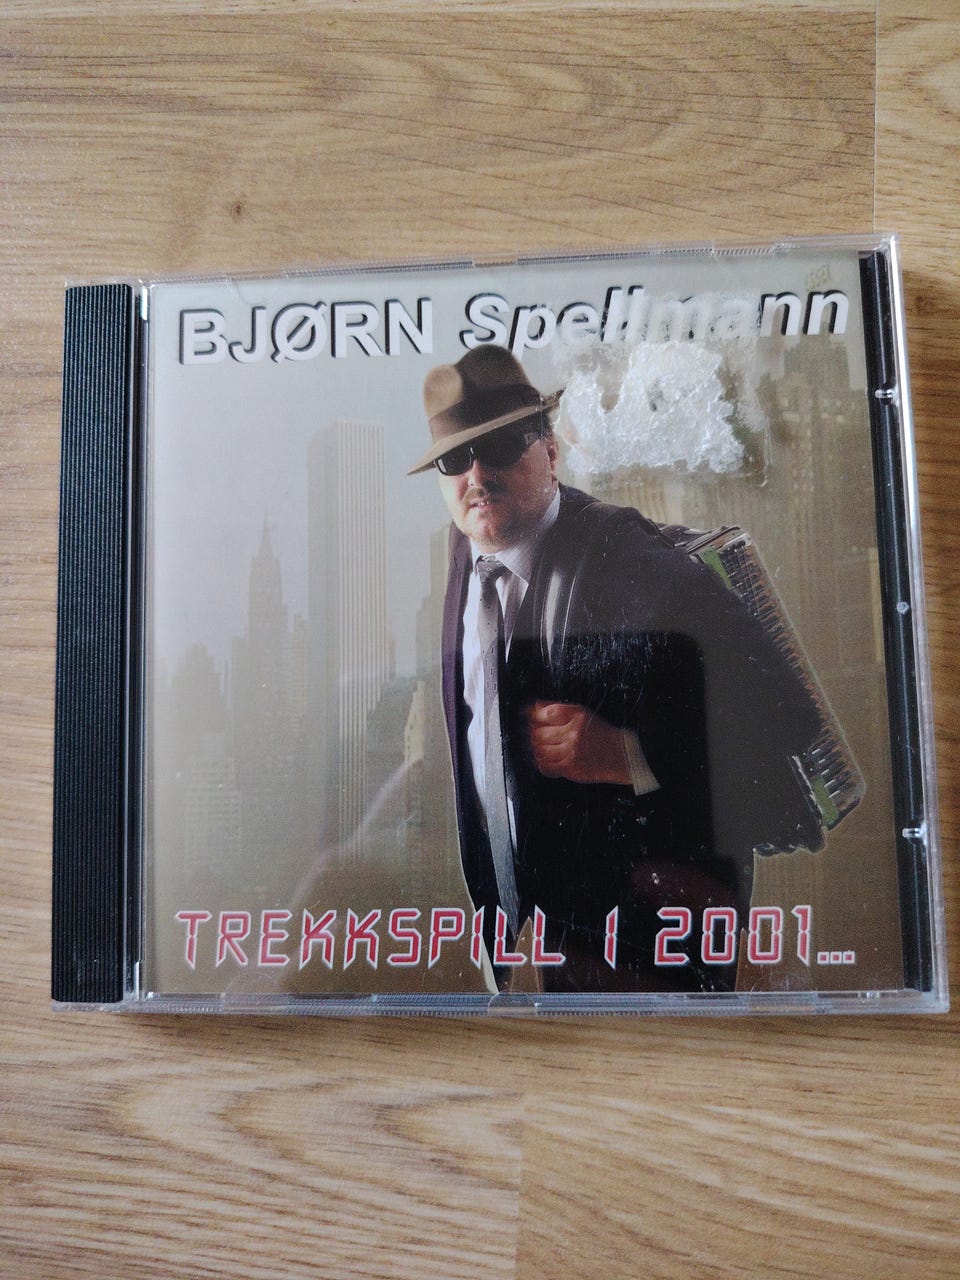 BJØRN Spellmann
TREKKSPILL I 2001...